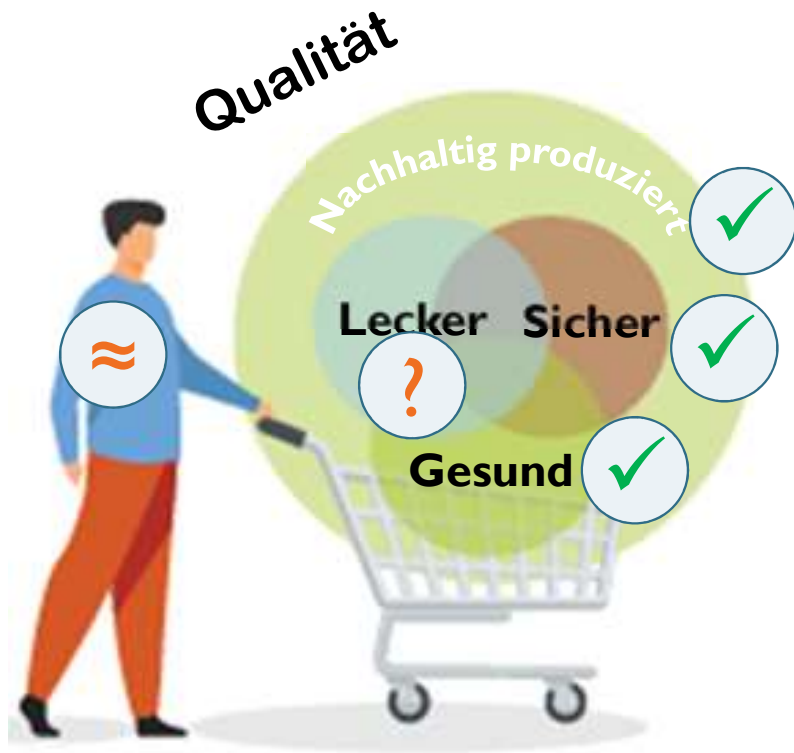 Qualität
Nachhaltig produziert
Lecker
Sicher
≈
?
Gesund